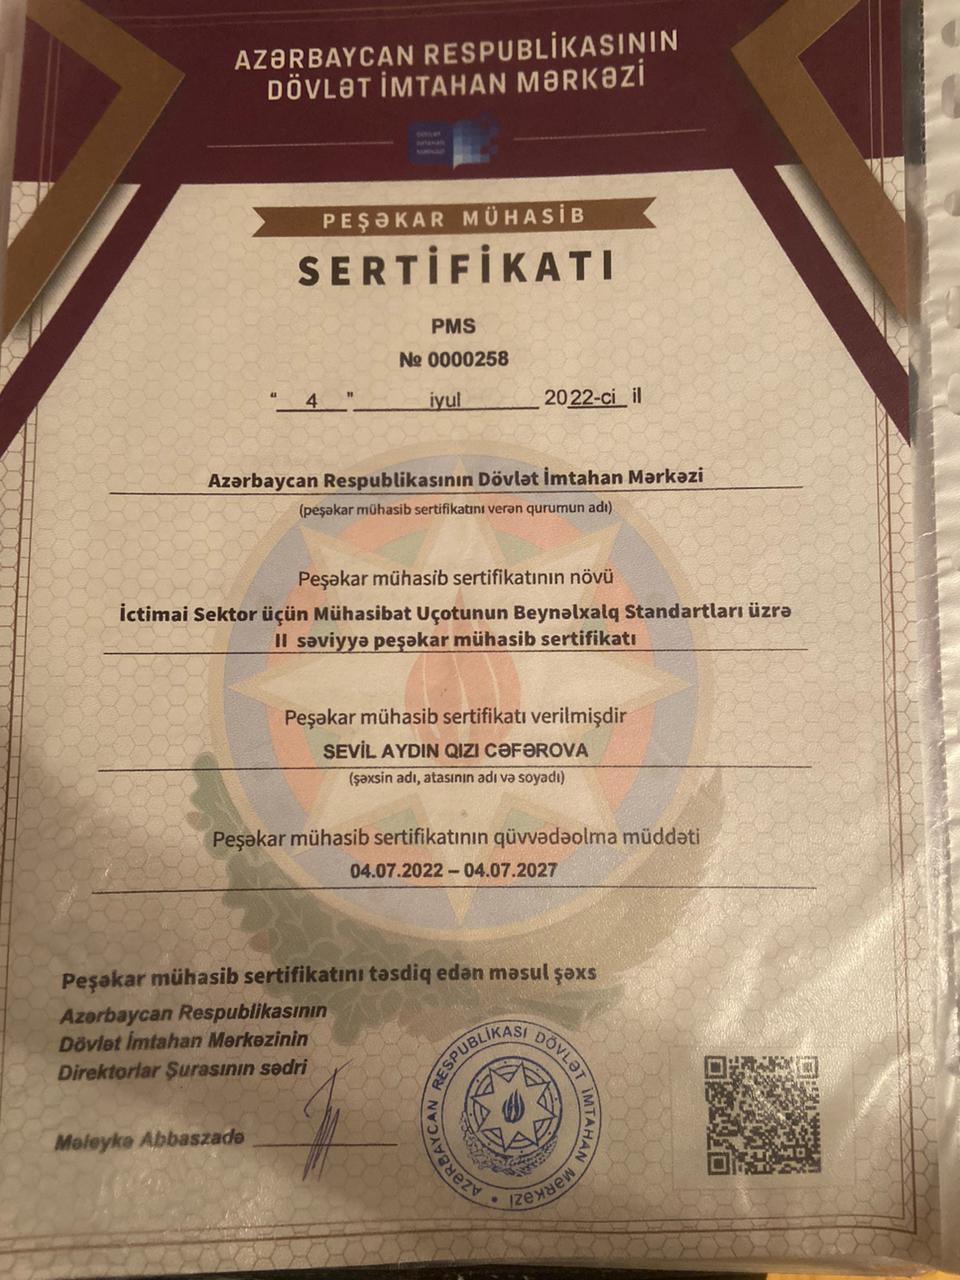 AZƏRBAYCAN RESPUBLİKASININ
DÖVLƏT İMTAHAN MƏRKƏZİ
DÖVLƏT
İMTAHAN
MƏRKƏZİ
PEŞƏKAR MÜHASİB
SERTİFİKATI
PMS
№ 0000258
“ 4 ” iyul 2022-ci il
Azərbaycan Respublikasının Dövlət İmtahan Mərkəzi
(peşəkar mühasib sertifikatını verən qurumun adı)
Peşəkar mühasib sertifikatının növü
İctimai Sektor üçün Mühasibat Uçotunun Beynəlxalq Standartları üzrə
II səviyyə peşəkar mühasib sertifikatı
Peşəkar mühasib sertifikatı verilmişdir
SEVİL AYDIN QIZI CƏFƏROVA
(şəxsin adı, atasının adı və soyadı)
Peşəkar mühasib sertifikatının qüvvədəolma müddəti
04.07.2022 – 04.07.2027
Peşəkar mühasib sertifikatını təsdiq edən məsul şəxs
Azərbaycan Respublikasının
Dövlət İmtahan Mərkəzinin
Direktorlar Şurasının sədri
Məleykə Abbaszadə
AZƏRBAYCAN RESPUBLİKASI DÖVLƏT İMTAHAN MƏRKƏZİ